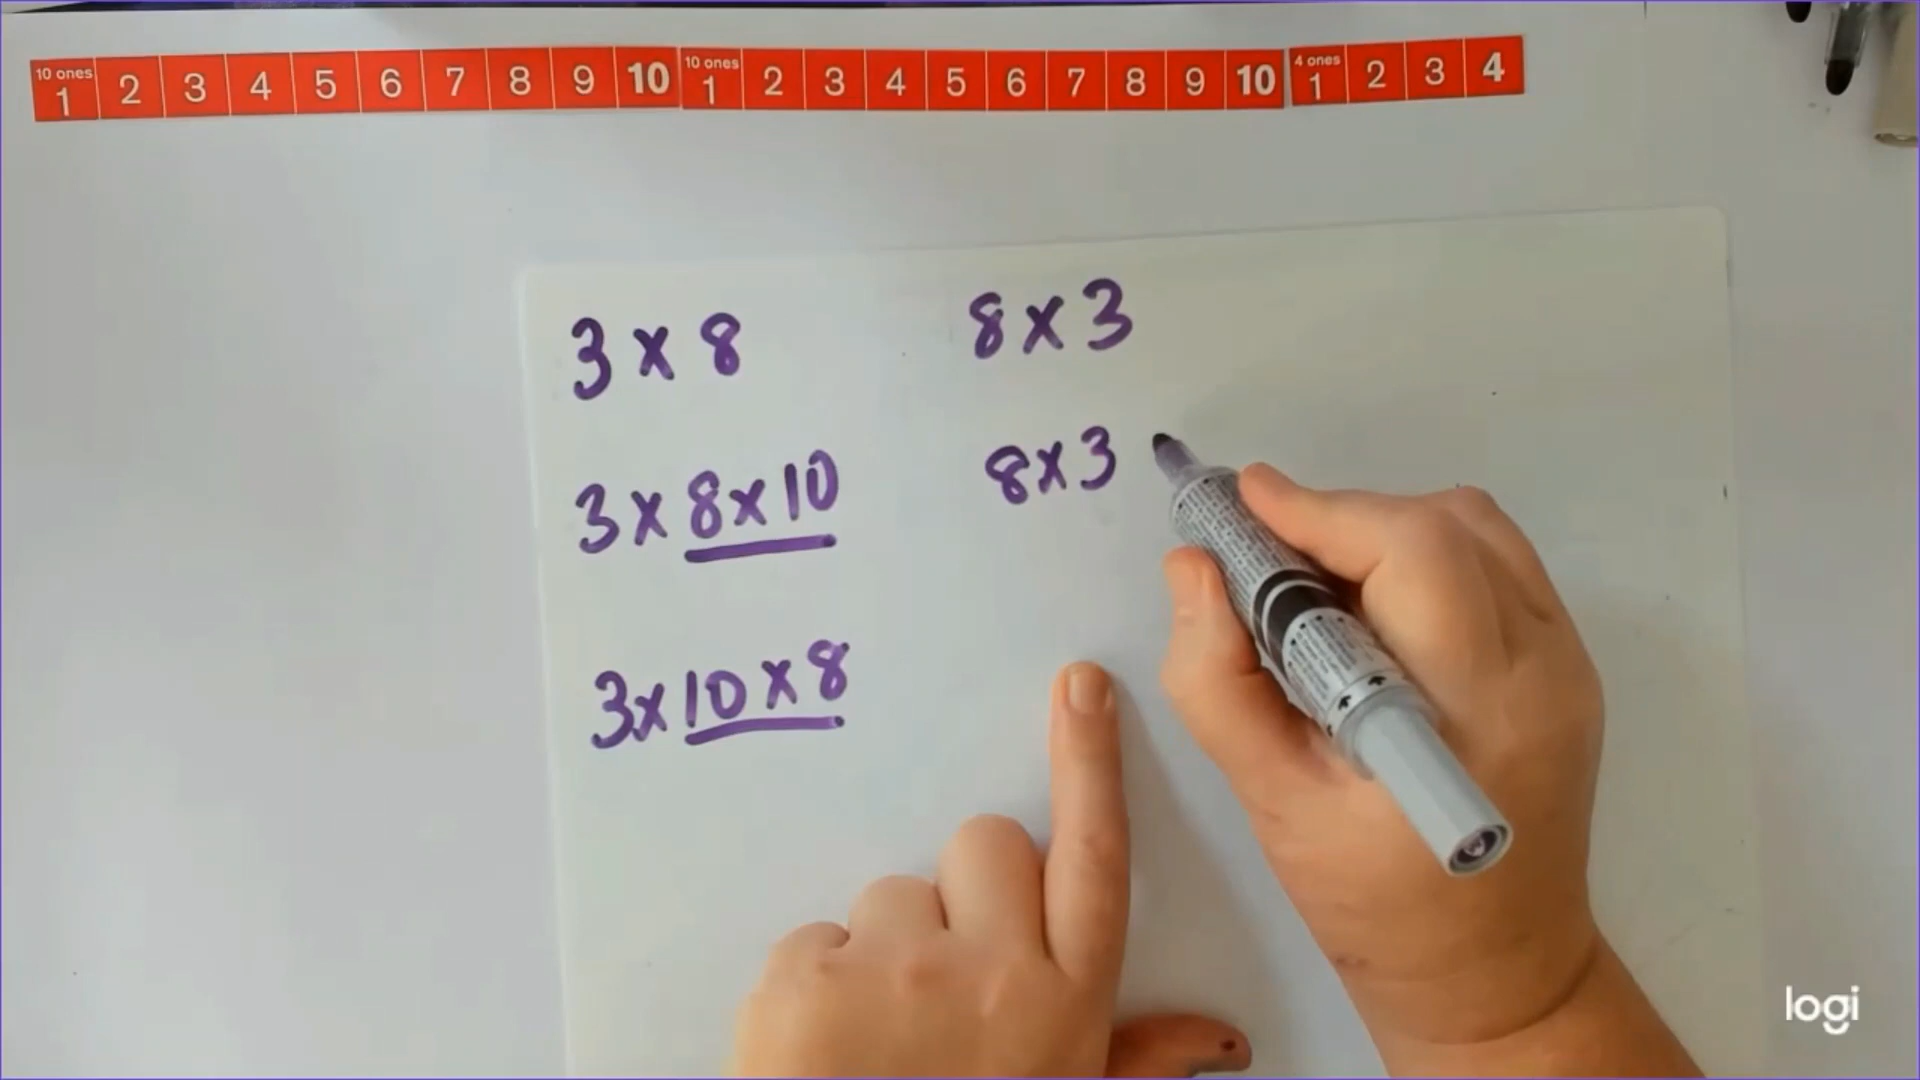 10 ones 1 2 3 4 5 6 7 8 9 10 10 ones 1 2 3 4 5 6 7 8 9 10 4 ones 1 2 3 4
3 x 8
3 x 8 x 10
3 x 10 x 8
8 x 3
8 x 3
logi